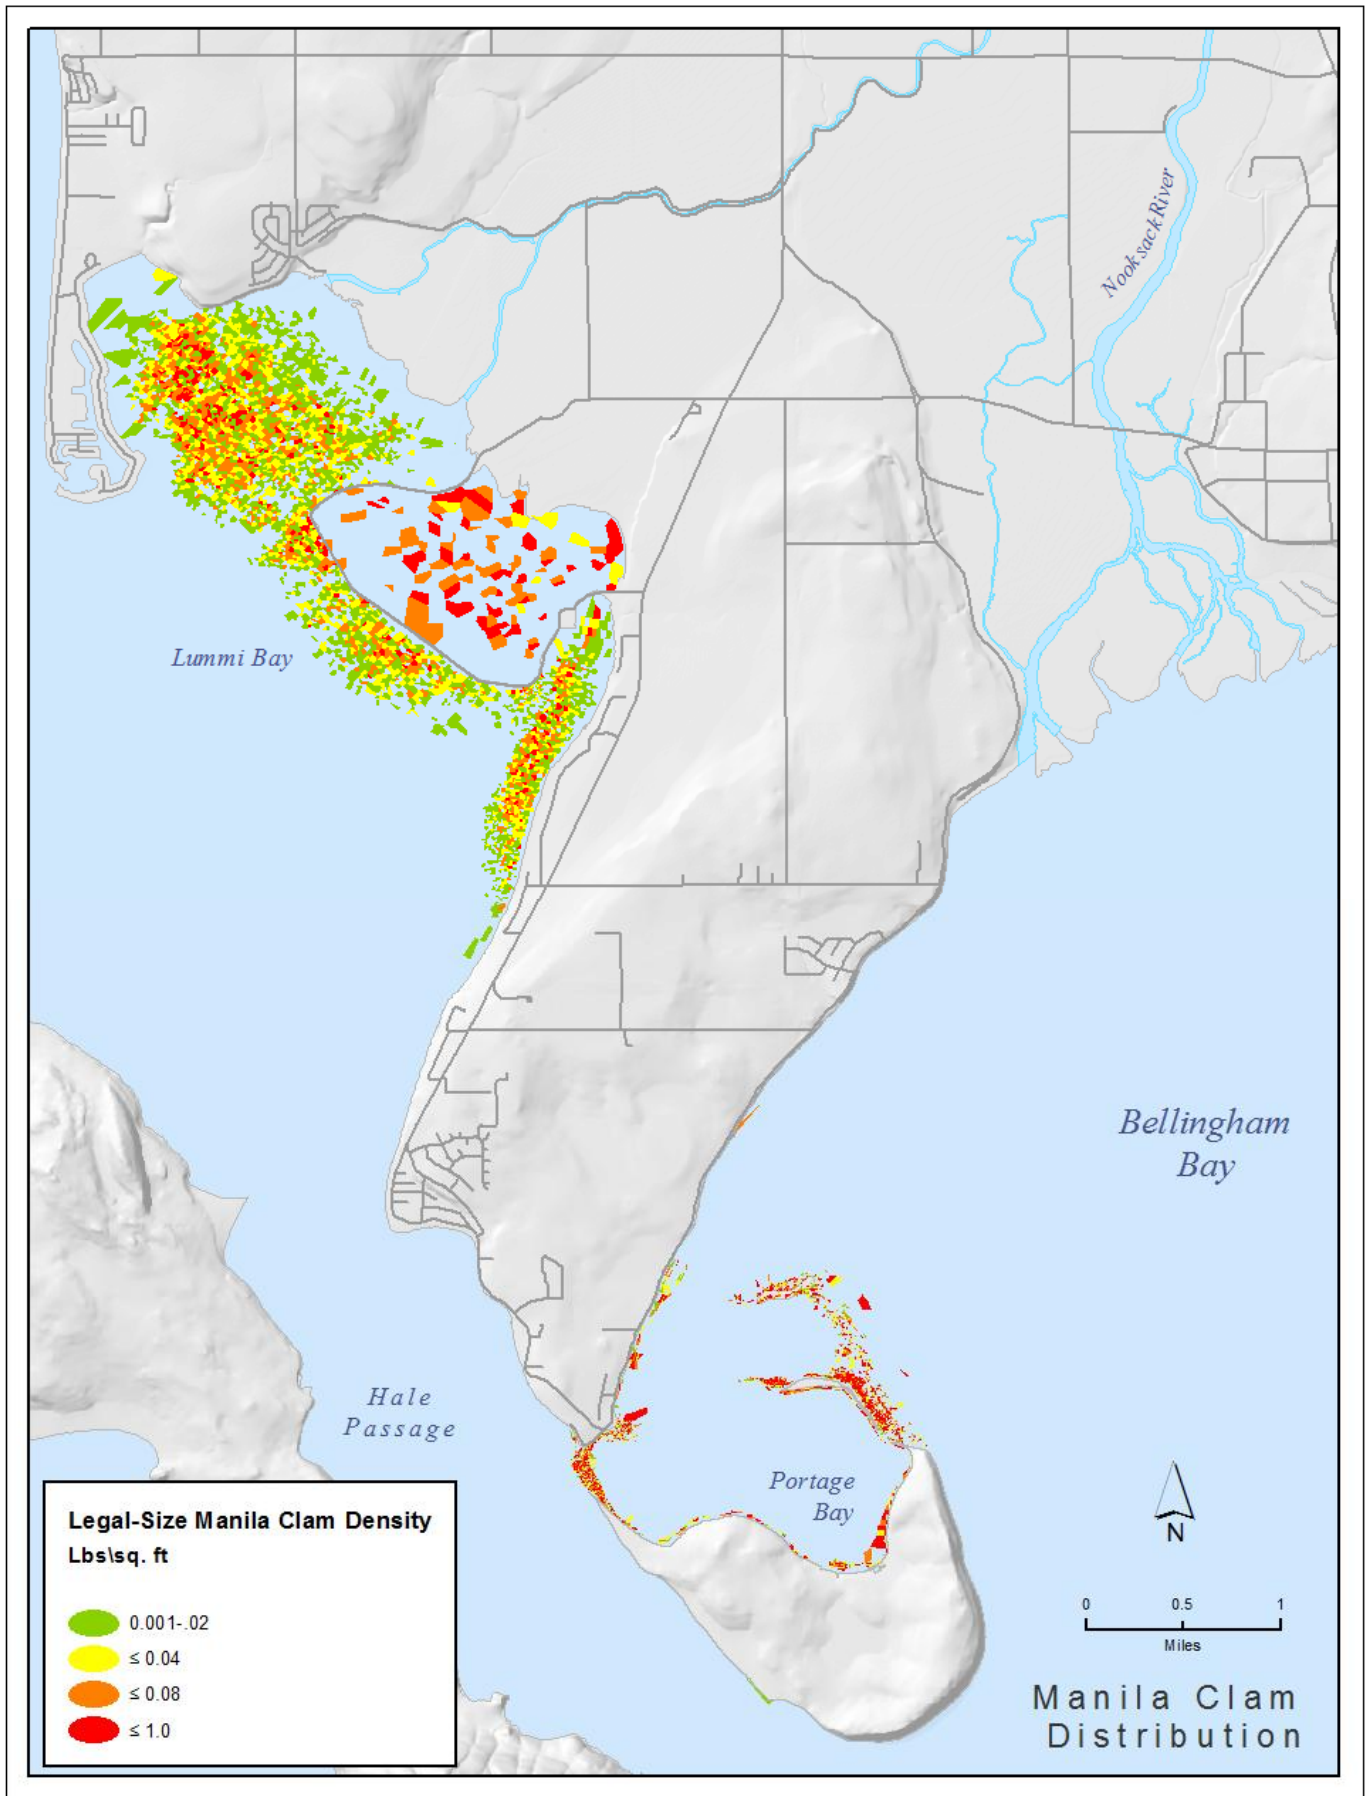 Nooksack River
Lummi Bay
Bellingham
Bay
Hale
Passage
Portage
Bay
Legal-Size Manila Clam Density
Lbs\sq. ft
0.001-.02
≤ 0.04
≤ 0.08
≤ 1.0
N
0 0.5 1
Miles
Manila Clam
Distribution